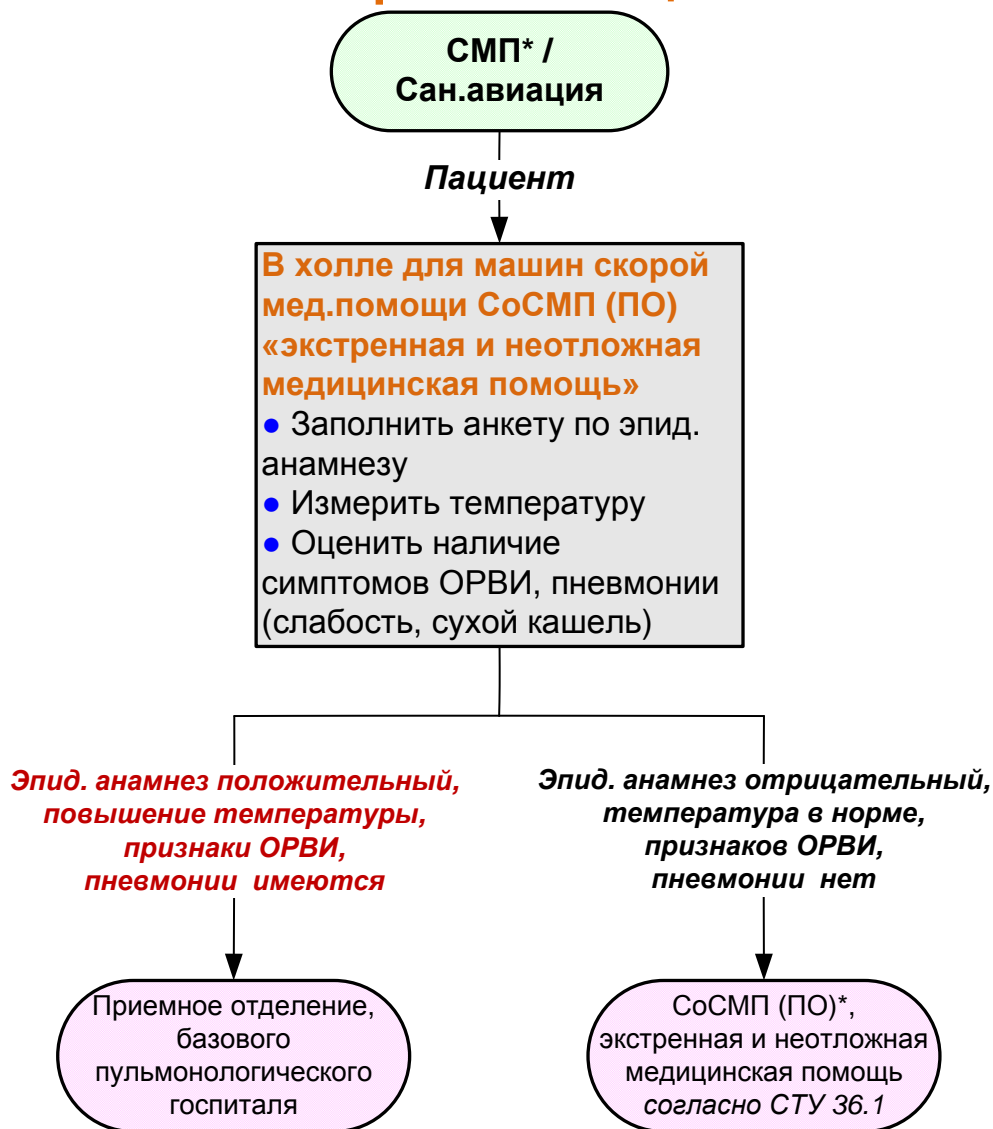 СМП* /
Сан.авиация
Пациент
В холле для машин скорой
мед.помощи СоСМП (ПО)
«экстренная и неотложная
медицинская помощь»
● Заполнить анкету по эпид.
анамнезу
● Измерить температуру
● Оценить наличие
симптомов ОРВИ, пневмонии
(слабость, сухой кашель)
Эпид. анамнез положительный,
повышение температуры,
признаки ОРВИ,
пневмонии имеются
Эпид. анамнез отрицательный,
температура в норме,
признаков ОРВИ,
пневмонии нет
Приемное отделение,
базового
пульмонологического
госпиталя
СоСМП (ПО)*,
экстренная и неотложная
медицинская помощь
согласно СТУ 36.1